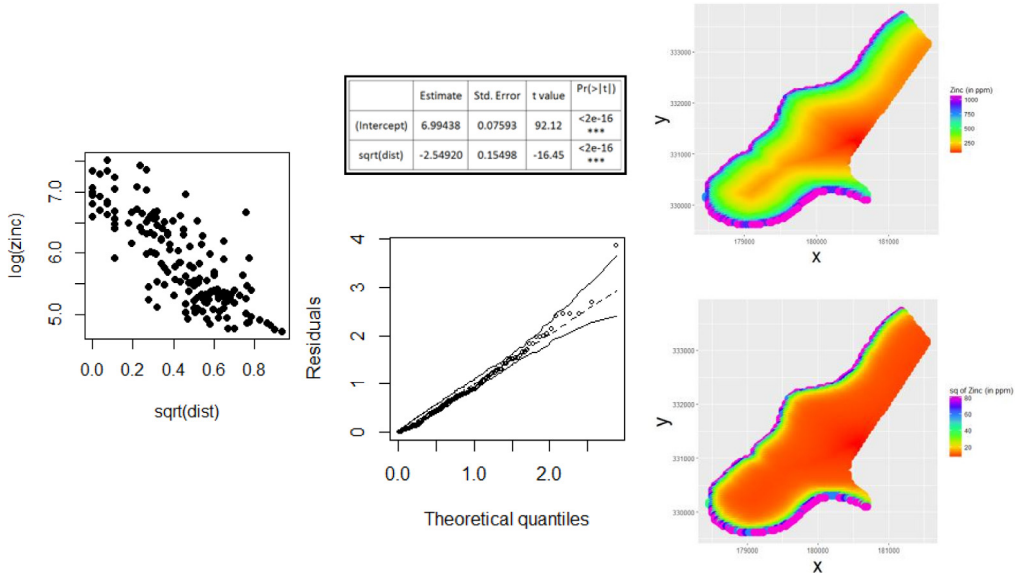 Estimate Std. Error t value Pr(>|t|)
(Intercept) 6.99438 0.07593 92.12 <2e-16
***
sqrt(dist) -2.54920 0.15498 -16.45 <2e-16
***
log(zinc)
7.0
6.0
5.0
0.0 0.2 0.4 0.6 0.8
sqrt(dist)
Residuals
4
3
2
1
0
0.0 1.0 2.0
Theoretical quantiles
y
333000
332000
331000
330000
179000 180000 181000
x
Zinc (in ppm)
1000
750
500
250
y
333000
332000
331000
330000
179000 180000 181000
x
sq of Zinc (in ppm)
80
60
40
20